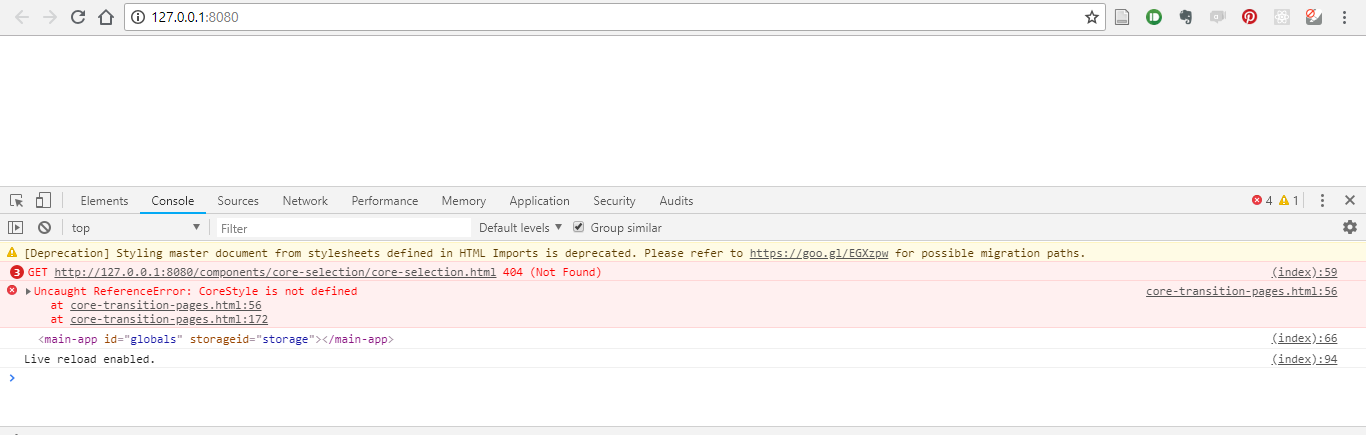 127.0.0.1:8080
Elements Console Sources Network Performance Memory Application Security Audits 4 1
top Filter Default levels Group similar
[Deprecation] Styling master document from stylesheets defined in HTML Imports is deprecated. Please refer to https://goo.gl/EGXzpw for possible migration paths.
3 GET http://127.0.0.1:8080/components/core-selection/core-selection.html 404 (Not Found) (index):59
Uncaught ReferenceError: CoreStyle is not defined core-transition-pages.html:56
at core-transition-pages.html:56
at core-transition-pages.html:172
<main-app id="globals" storageid="storage"></main-app> (index):66
Live reload enabled. (index):94